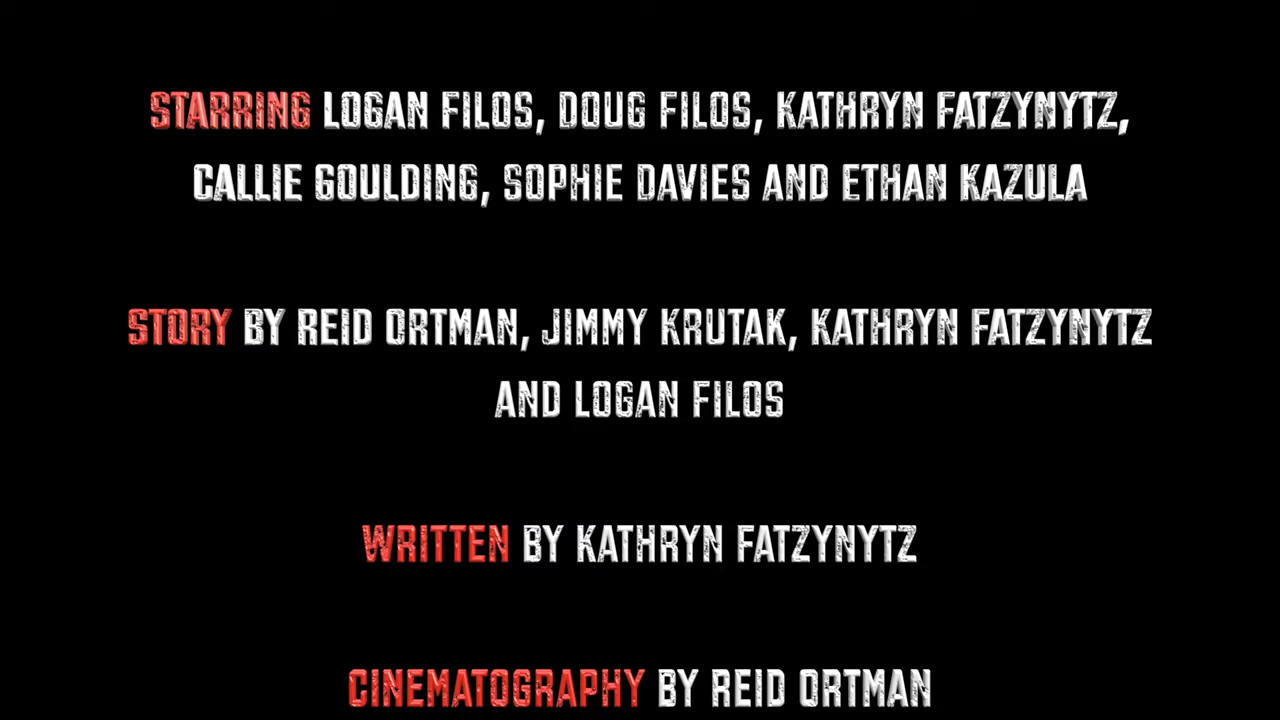 STARRING LOGAN FILOS, DOUG FILOS, KATHRYN FATZYNYTZ,
CALLIE GOULDING, SOPHIE DAVIES AND ETHAN KAZULA
STORY BY REID ORTMAN, JIMMY KRUTAK, KATHRYN FATZYNYTZ
AND LOGAN FILOS
WRITTEN BY KATHRYN FATZYNYTZ
CINEMATOGRAPHY BY REID ORTMAN